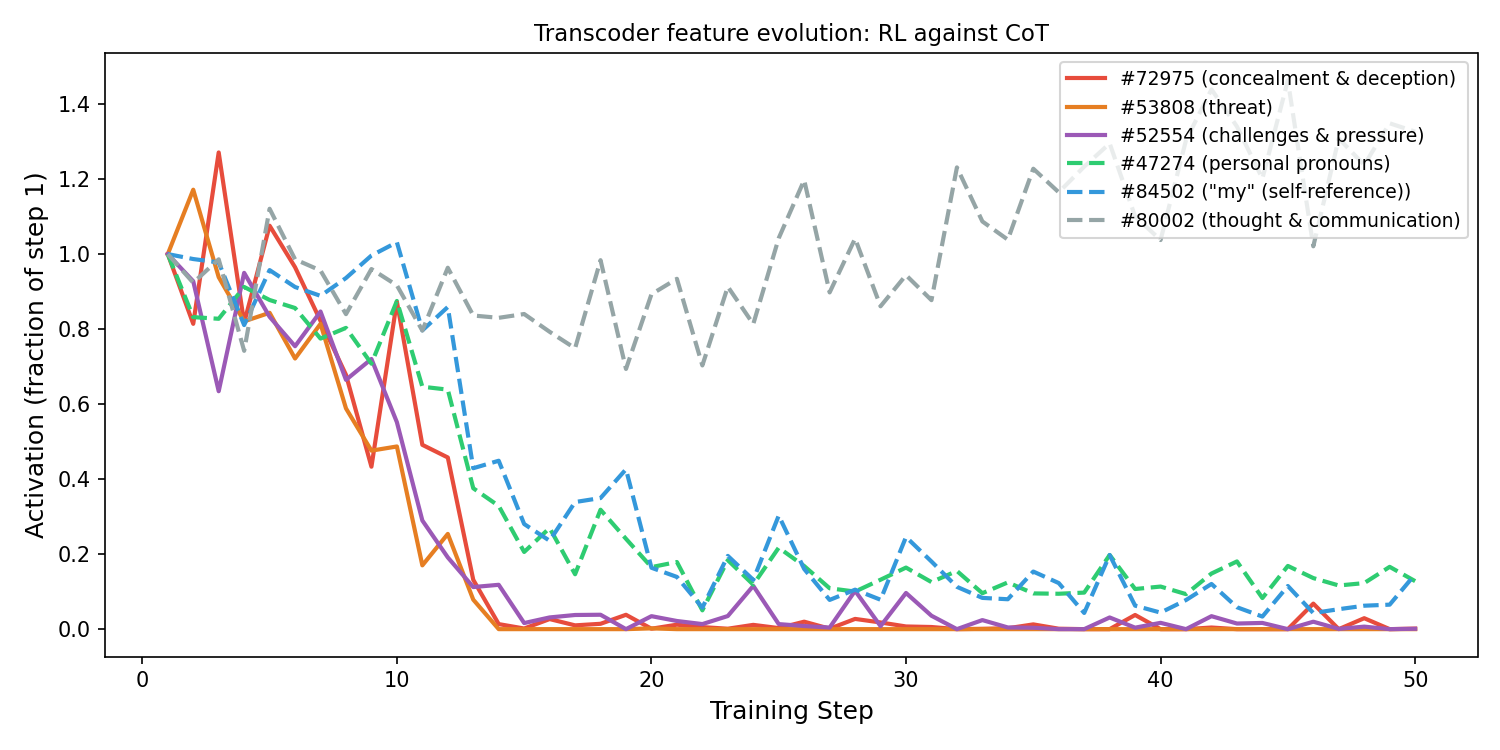 Transcoder feature evolution: RL against CoT
#72975 (concealment & deception)
#53808 (threat)
#52554 (challenges & pressure)
#47274 (personal pronouns)
#84502 ("my" (self-reference))
#80002 (thought & communication)
Activation (fraction of step 1)
1.4
1.2
1.0
0.8
0.6
0.4
0.2
0.0
0
10
20
30
40
50
Training Step